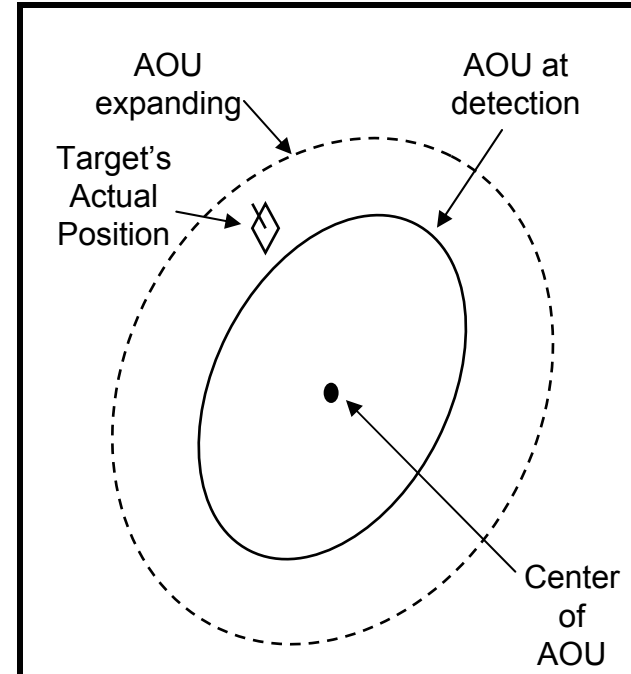 AOU
expanding
AOU at
detection
Target's
Actual
Position
Center
of
AOU